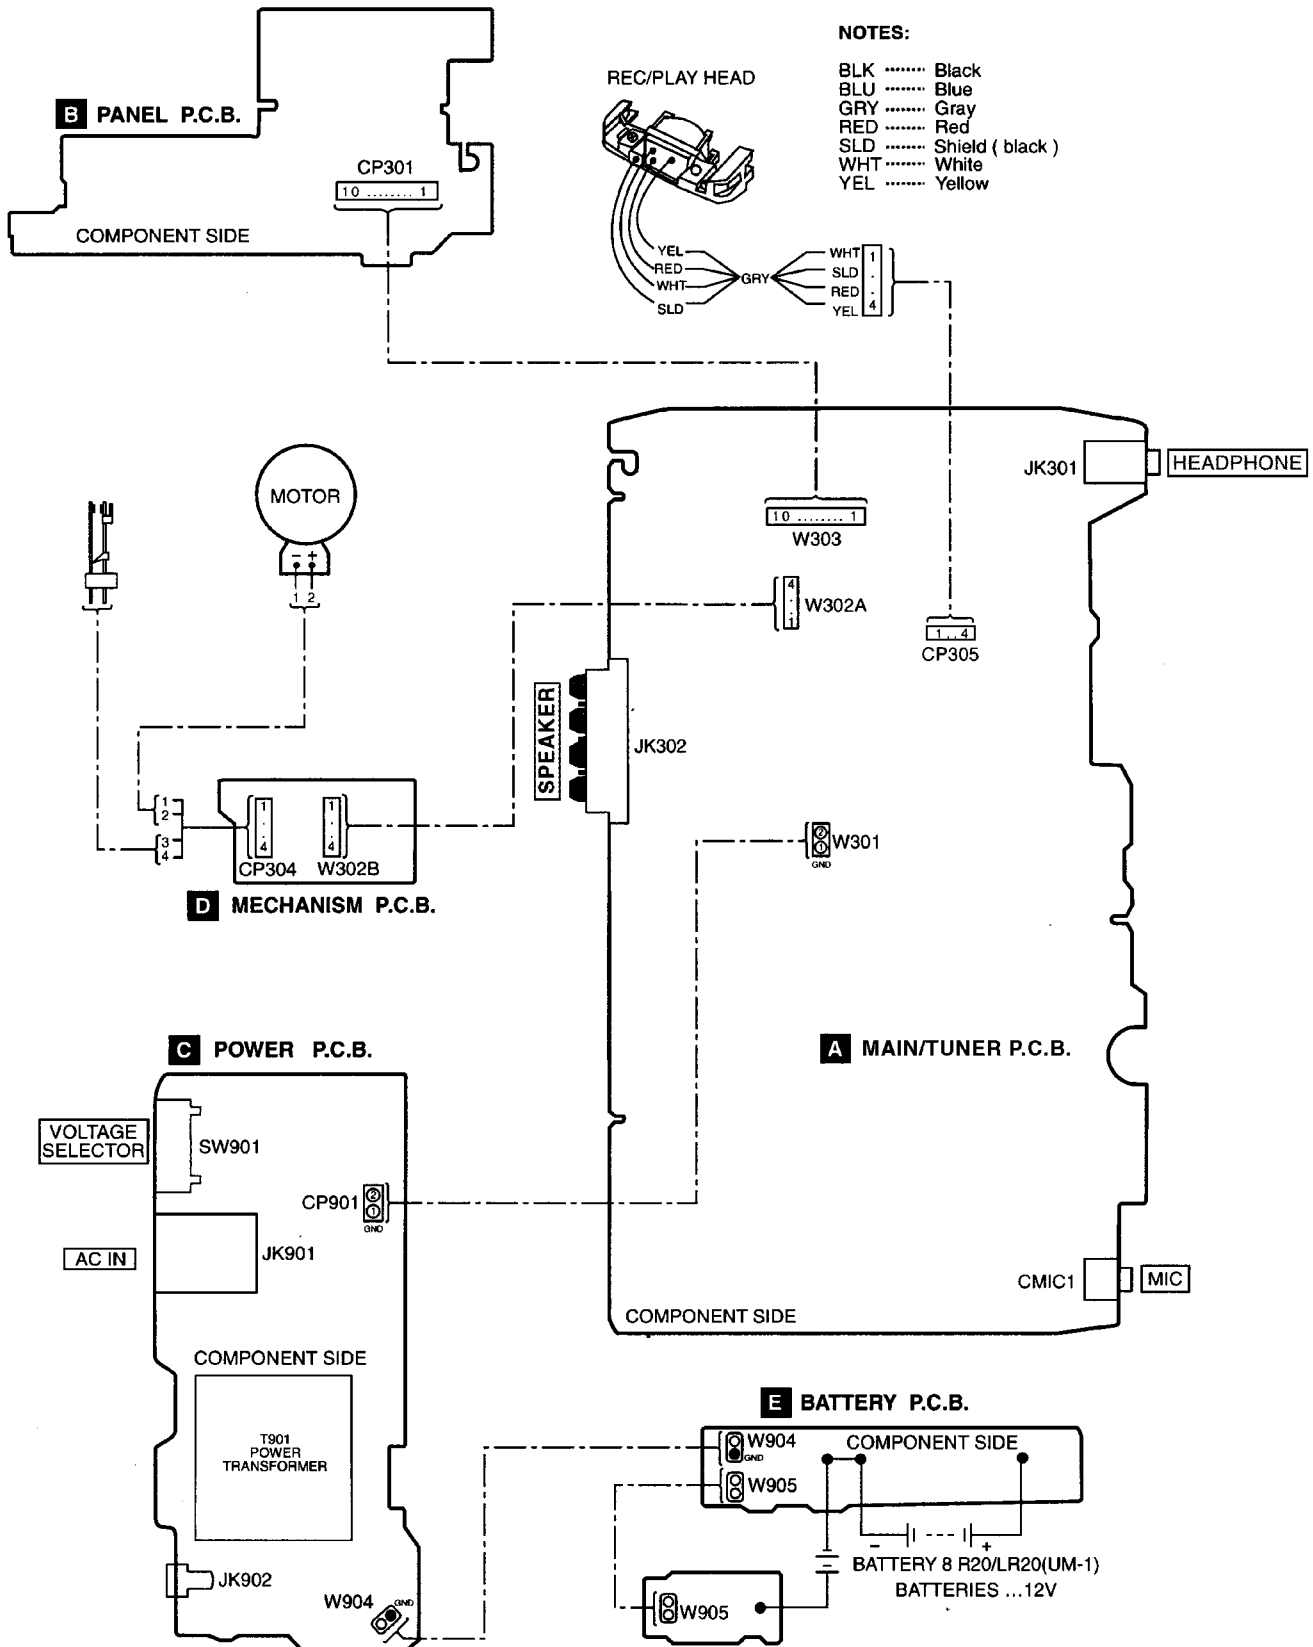 NOTES:
BLK ........ Black
BLU ........ Blue
GRY ........ Gray
RED ........ Red
SLD ........ Shield ( black )
WHT ........ White
YEL ........ Yellow
REC/PLAY HEAD
B PANEL P.C.B.
CP301
10 ........ 1
COMPONENT SIDE
YEL
RED
WHT
SLD
GRY
WHT
SLD
RED
YEL
1
.
.
4
JK301
HEADPHONE
MOTOR
- +
1 2
10 ........ 1
W303
4
.
.
1
W302A
1 .. 4
CP305
SPEAKER
JK302
1
2
3
4
1
.
.
4
CP304
1
.
.
4
W302B
D MECHANISM P.C.B.
2
1
GND
W301
C POWER P.C.B.
A MAIN/TUNER P.C.B.
VOLTAGE
SELECTOR
SW901
CP901
2
1
GND
AC IN
JK901
CMIC1
MIC
COMPONENT SIDE
COMPONENT SIDE
T901
POWER
TRANSFORMER
E BATTERY P.C.B.
W904
GND
COMPONENT SIDE
W905
- +
BATTERY 8 R20/LR20(UM-1)
BATTERIES ...12V
JK902
W904
GND
W905